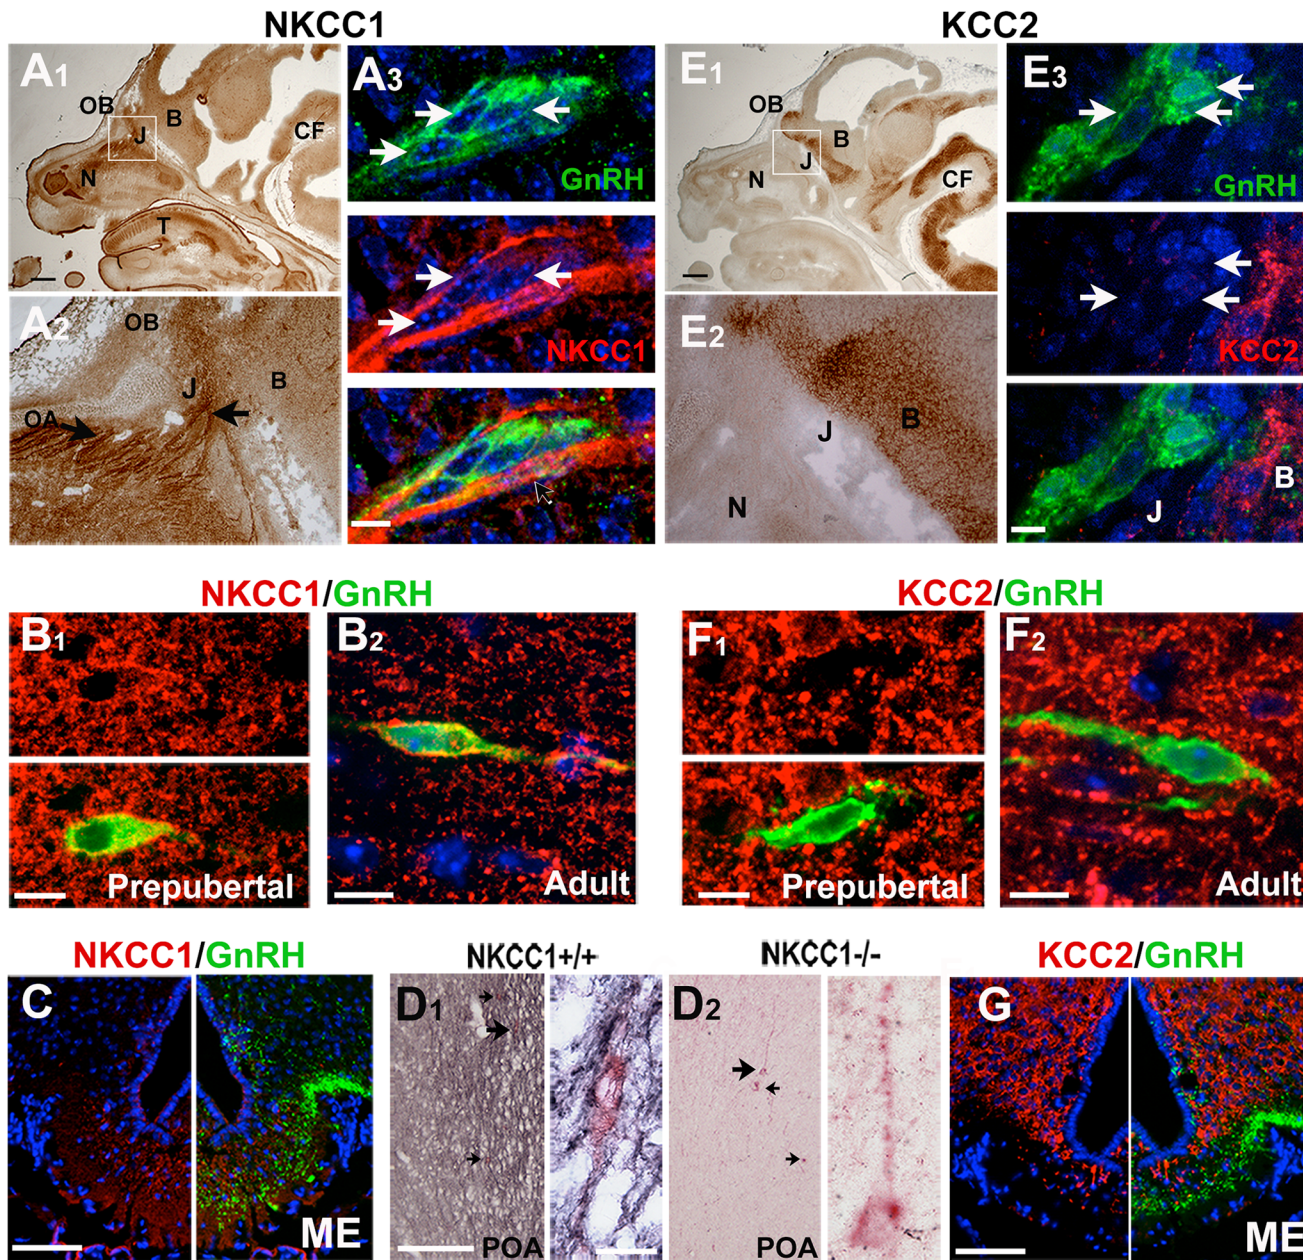 NKCC1
KCC2
A1
OB
B
J
CF
N
T
A3
GnRH
NKCC1
A2
OB
J
B
OA
E1
OB
B
J
N
CF
E3
GnRH
KCC2
B
J
E2
J
B
N
NKCC1/GnRH
KCC2/GnRH
B1
Prepubertal
B2
Adult
F1
Prepubertal
F2
Adult
NKCC1/GnRH
NKCC1+/+
NKCC1-/-
KCC2/GnRH
C
ME
D1
POA
D2
POA
G
ME